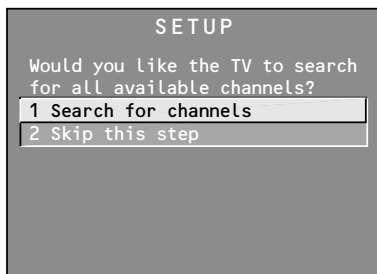 SETUP
Would you like the TV to search
for all available channels?
1 Search for channels
2 Skip this step